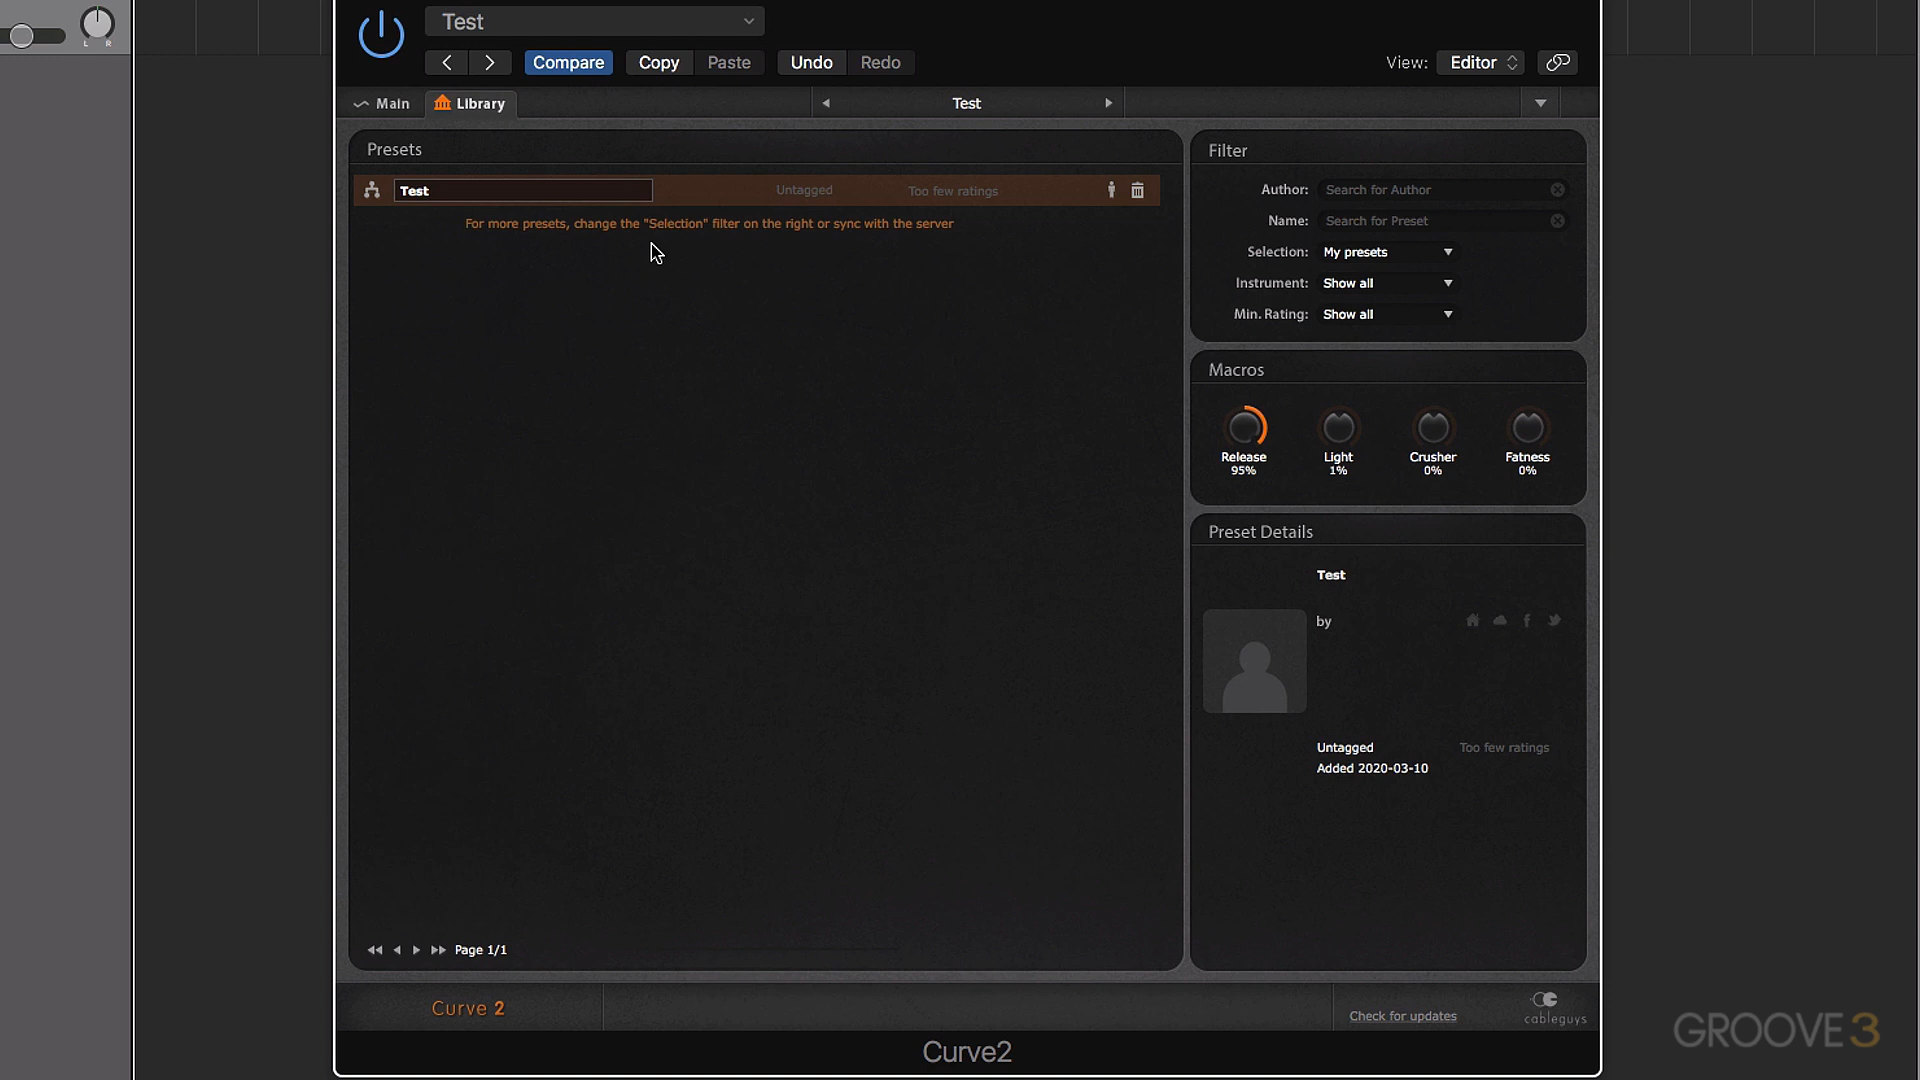 L R
Test
Compare Copy Paste Undo Redo View: Editor
Main Library Test
Presets
Test Untagged Too few ratings
For more presets, change the "Selection" filter on the right or sync with the server
Page 1/1
Filter
Author: Search for Author
Name: Search for Preset
Selection: My presets
Instrument: Show all
Min. Rating: Show all
Macros
Release Light Crusher Fatness
95% 1% 0% 0%
Preset Details
Test
by
Untagged Too few ratings
Added 2020-03-10
Curve 2
Check for updates
cableguys
Curve2
GROOVE3